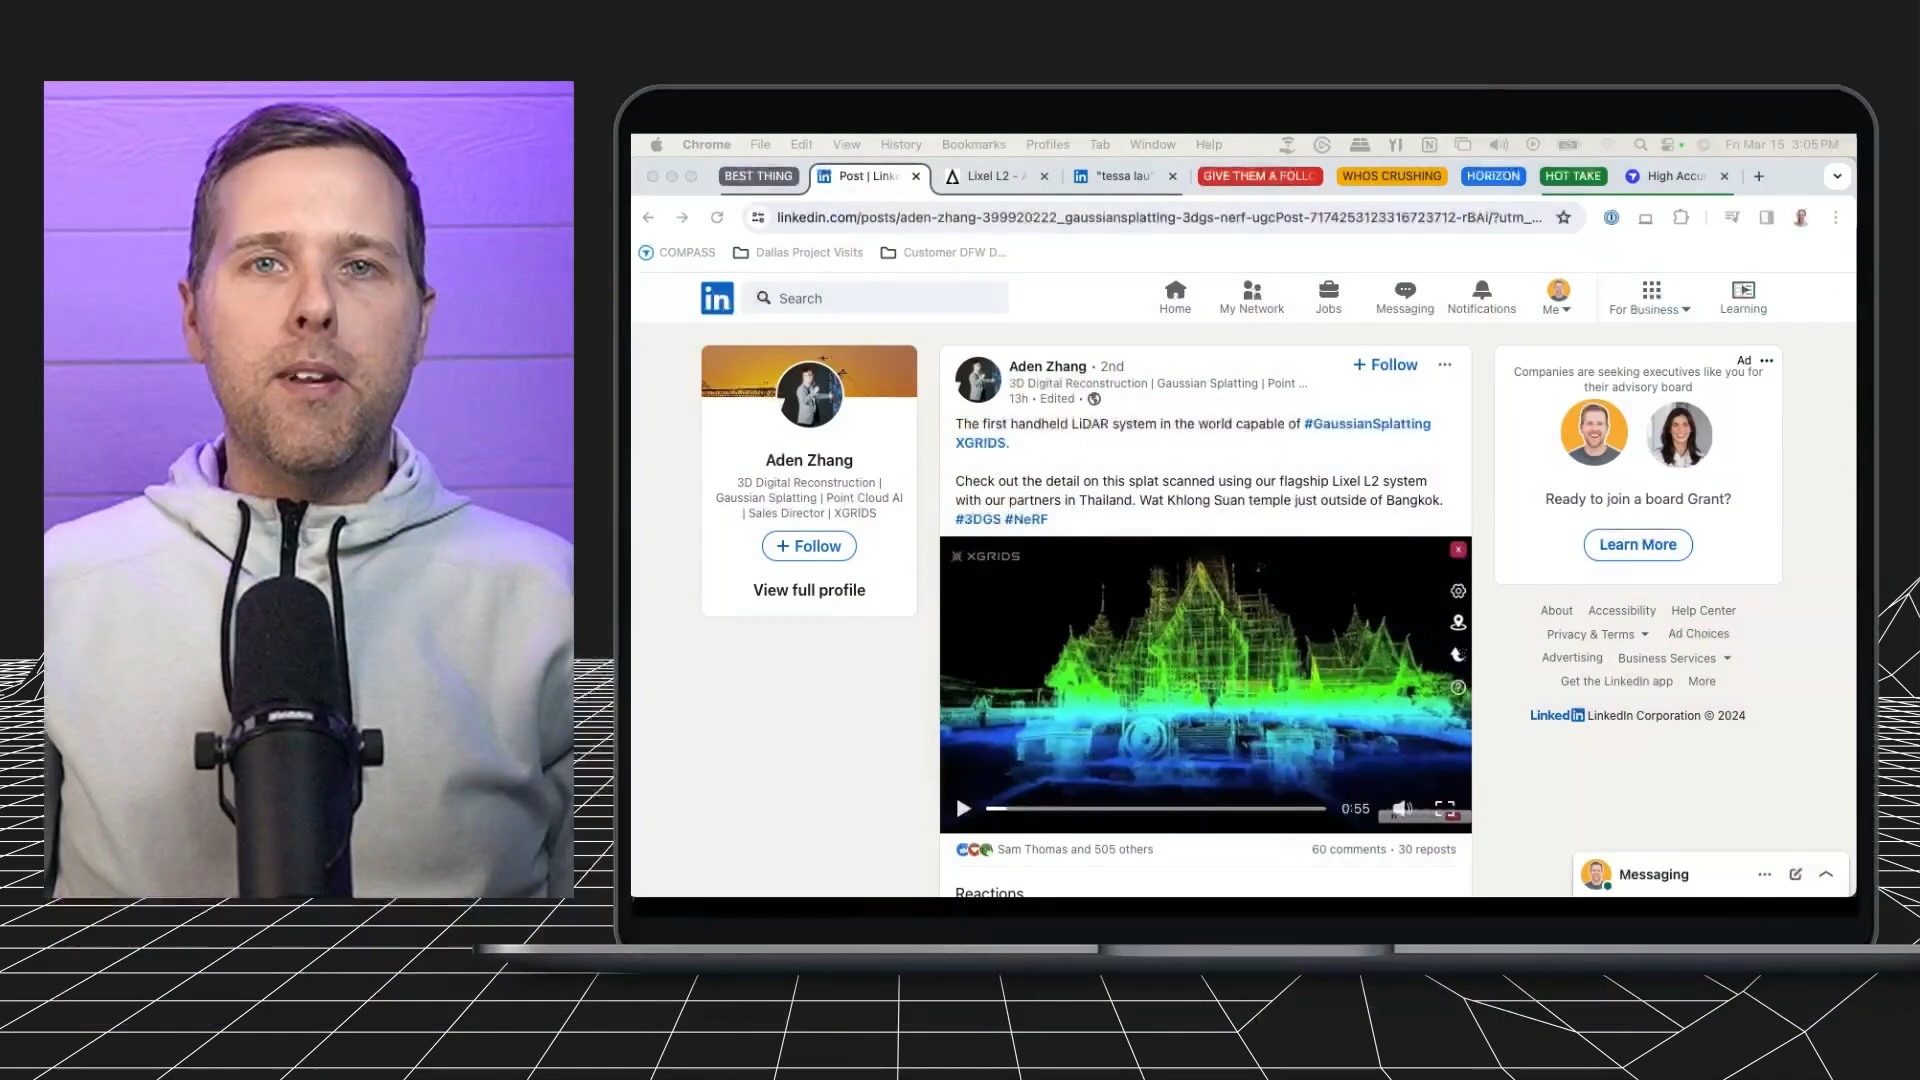 Chrome File Edit View History Bookmarks Profiles Tab Window Help Fri Mar 15 3:05 PM
BEST THING Post | Linke "Lixel L2 - "tessa lau" GIVE THEM A FOLLO WHOS CRUSHING HORIZON HOT TAKE High Accur
linkedin.com/posts/aden-zhang-399920222_gaussiansplatting-3dgs-nerf-ugcPost-7174253123316723712-rBAi/?utm_...
COMPASS Dallas Project Visits Customer DFW D...
in Search Home My Network Jobs Messaging Notifications Me For Business Learning
Aden Zhang
3D Digital Reconstruction |
Gaussian Splatting | Point Cloud AI
| Sales Director | XGRIDS
+ Follow
View full profile
Aden Zhang · 2nd
+ Follow
3D Digital Reconstruction | Gaussian Splatting | Point ...
13h · Edited ·
The first handheld LiDAR system in the world capable of #GaussianSplatting
XGRIDS.
Check out the detail on this splat scanned using our flagship Lixel L2 system
with our partners in Thailand. Wat Khlong Suan temple just outside of Bangkok.
#3DGS #NeRF
XGRIDS
0:55
Sam Thomas and 505 others 60 comments · 30 reposts
Reactions
Ad
Companies are seeking executives like you for
their advisory board
Ready to join a board Grant?
Learn More
About Accessibility Help Center
Privacy & Terms Ad Choices
Advertising Business Services
Get the LinkedIn app More
Linked in LinkedIn Corporation © 2024
Messaging